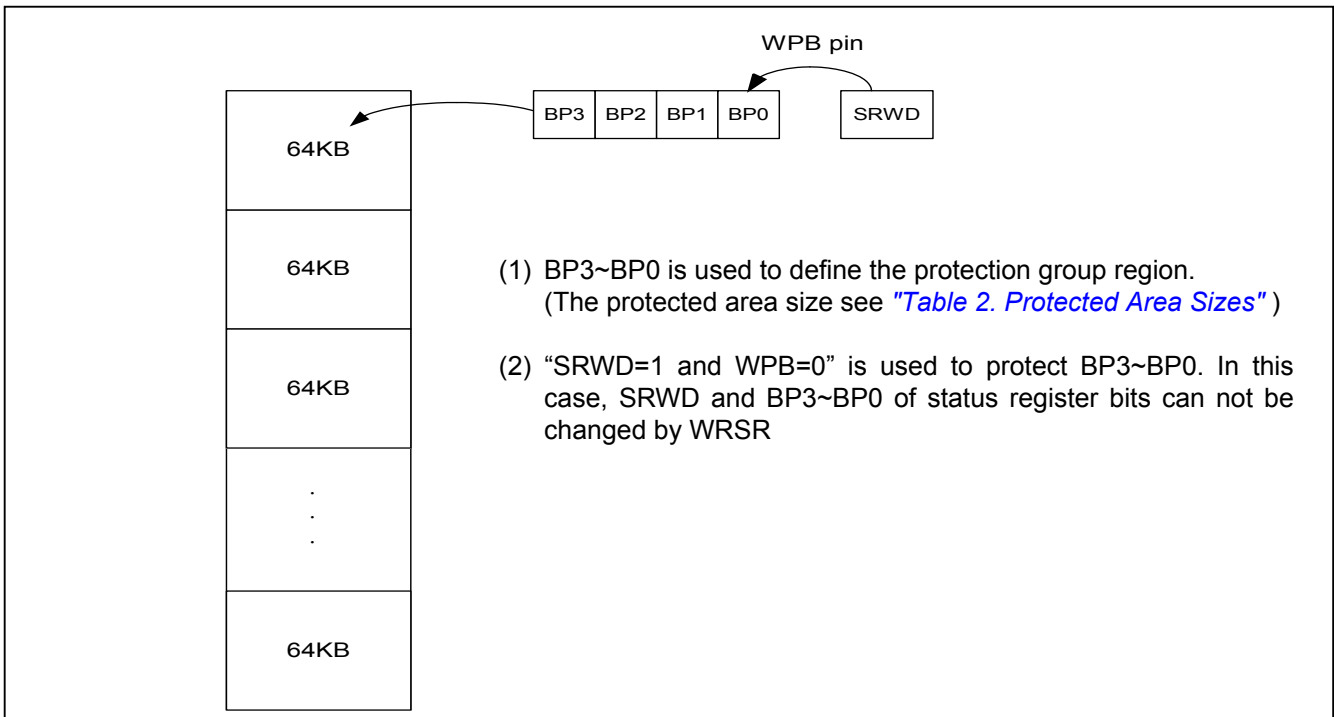 WPB pin
BP3 BP2 BP1 BP0 SRWD
64KB
64KB
64KB
.
.
.
64KB
(1) BP3~BP0 is used to define the protection group region.
(The protected area size see "Table 2. Protected Area Sizes" )
(2) “SRWD=1 and WPB=0” is used to protect BP3~BP0. In this
case, SRWD and BP3~BP0 of status register bits can not be
changed by WRSR